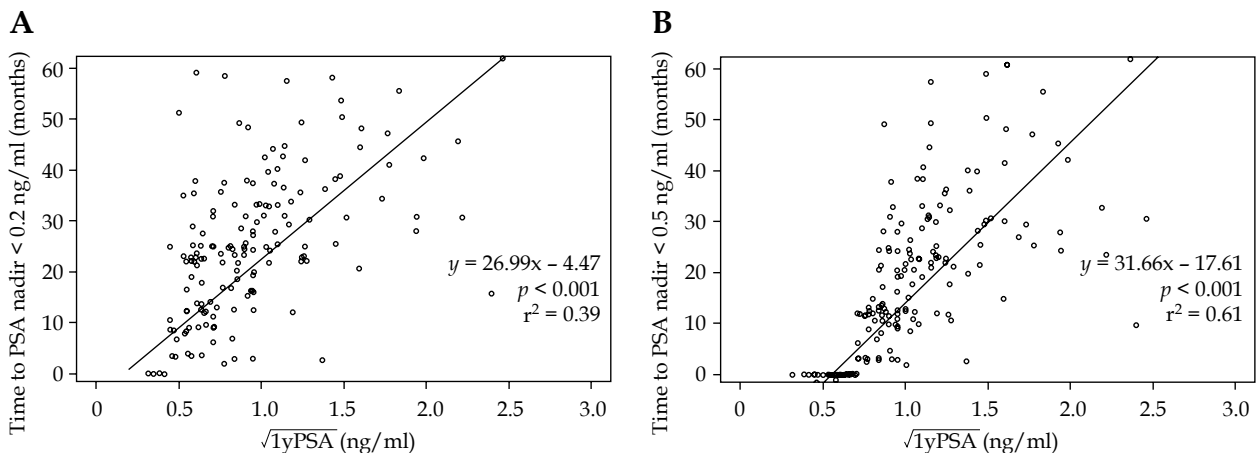 A
Time to PSA nadir < 0.2 ng/ml (months)
60
50
40
30
20
10
0
y = 26.99x – 4.47
p < 0.001
r² = 0.39
0 0.5 1.0 1.5 2.0 2.5 3.0
√1yPSA (ng/ml)
B
Time to PSA nadir < 0.5 ng/ml (months)
60
50
40
30
20
10
0
y = 31.66x – 17.61
p < 0.001
r² = 0.61
0 0.5 1.0 1.5 2.0 2.5 3.0
√1yPSA (ng/ml)